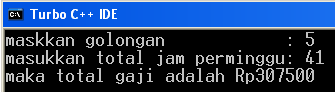 Turbo C++ IDE
maskkan golongan : 5
masukkan total jam perminggu: 41
maka total gaji adalah Rp307500